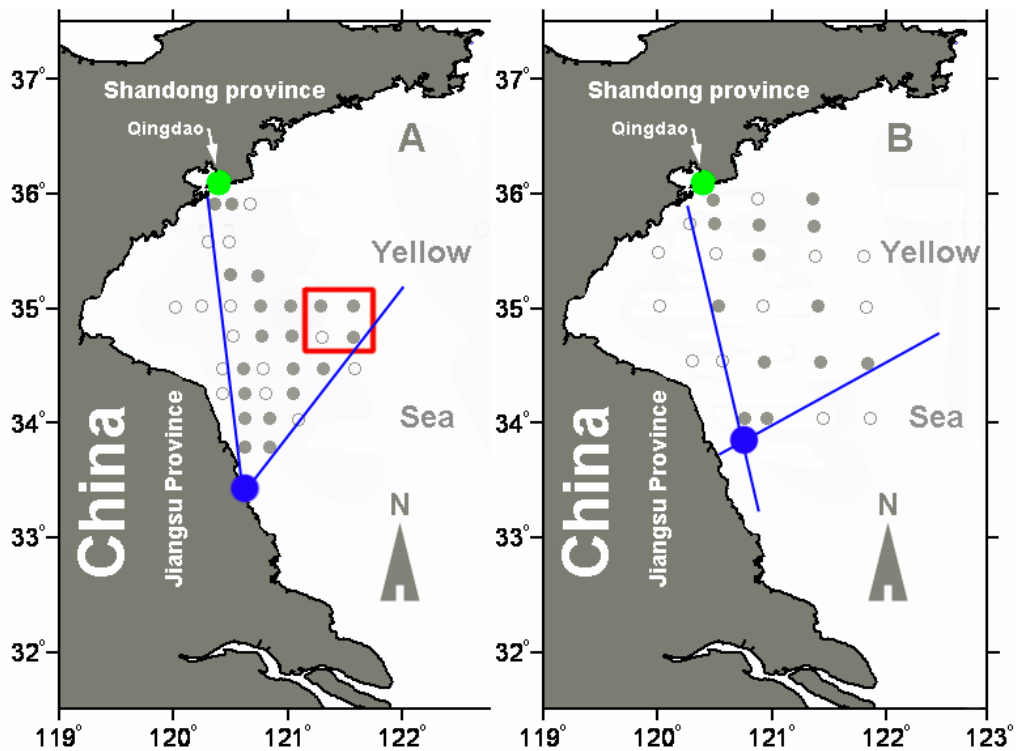 Shandong province
Qingdao
A
Yellow
Sea
China
Jiangsu Province
N
37°
36°
35°
34°
33°
32°
119°
120°
121°
122°
Shandong province
Qingdao
B
Yellow
Sea
China
Jiangsu Province
N
37°
36°
35°
34°
33°
32°
119°
120°
121°
122°
123°